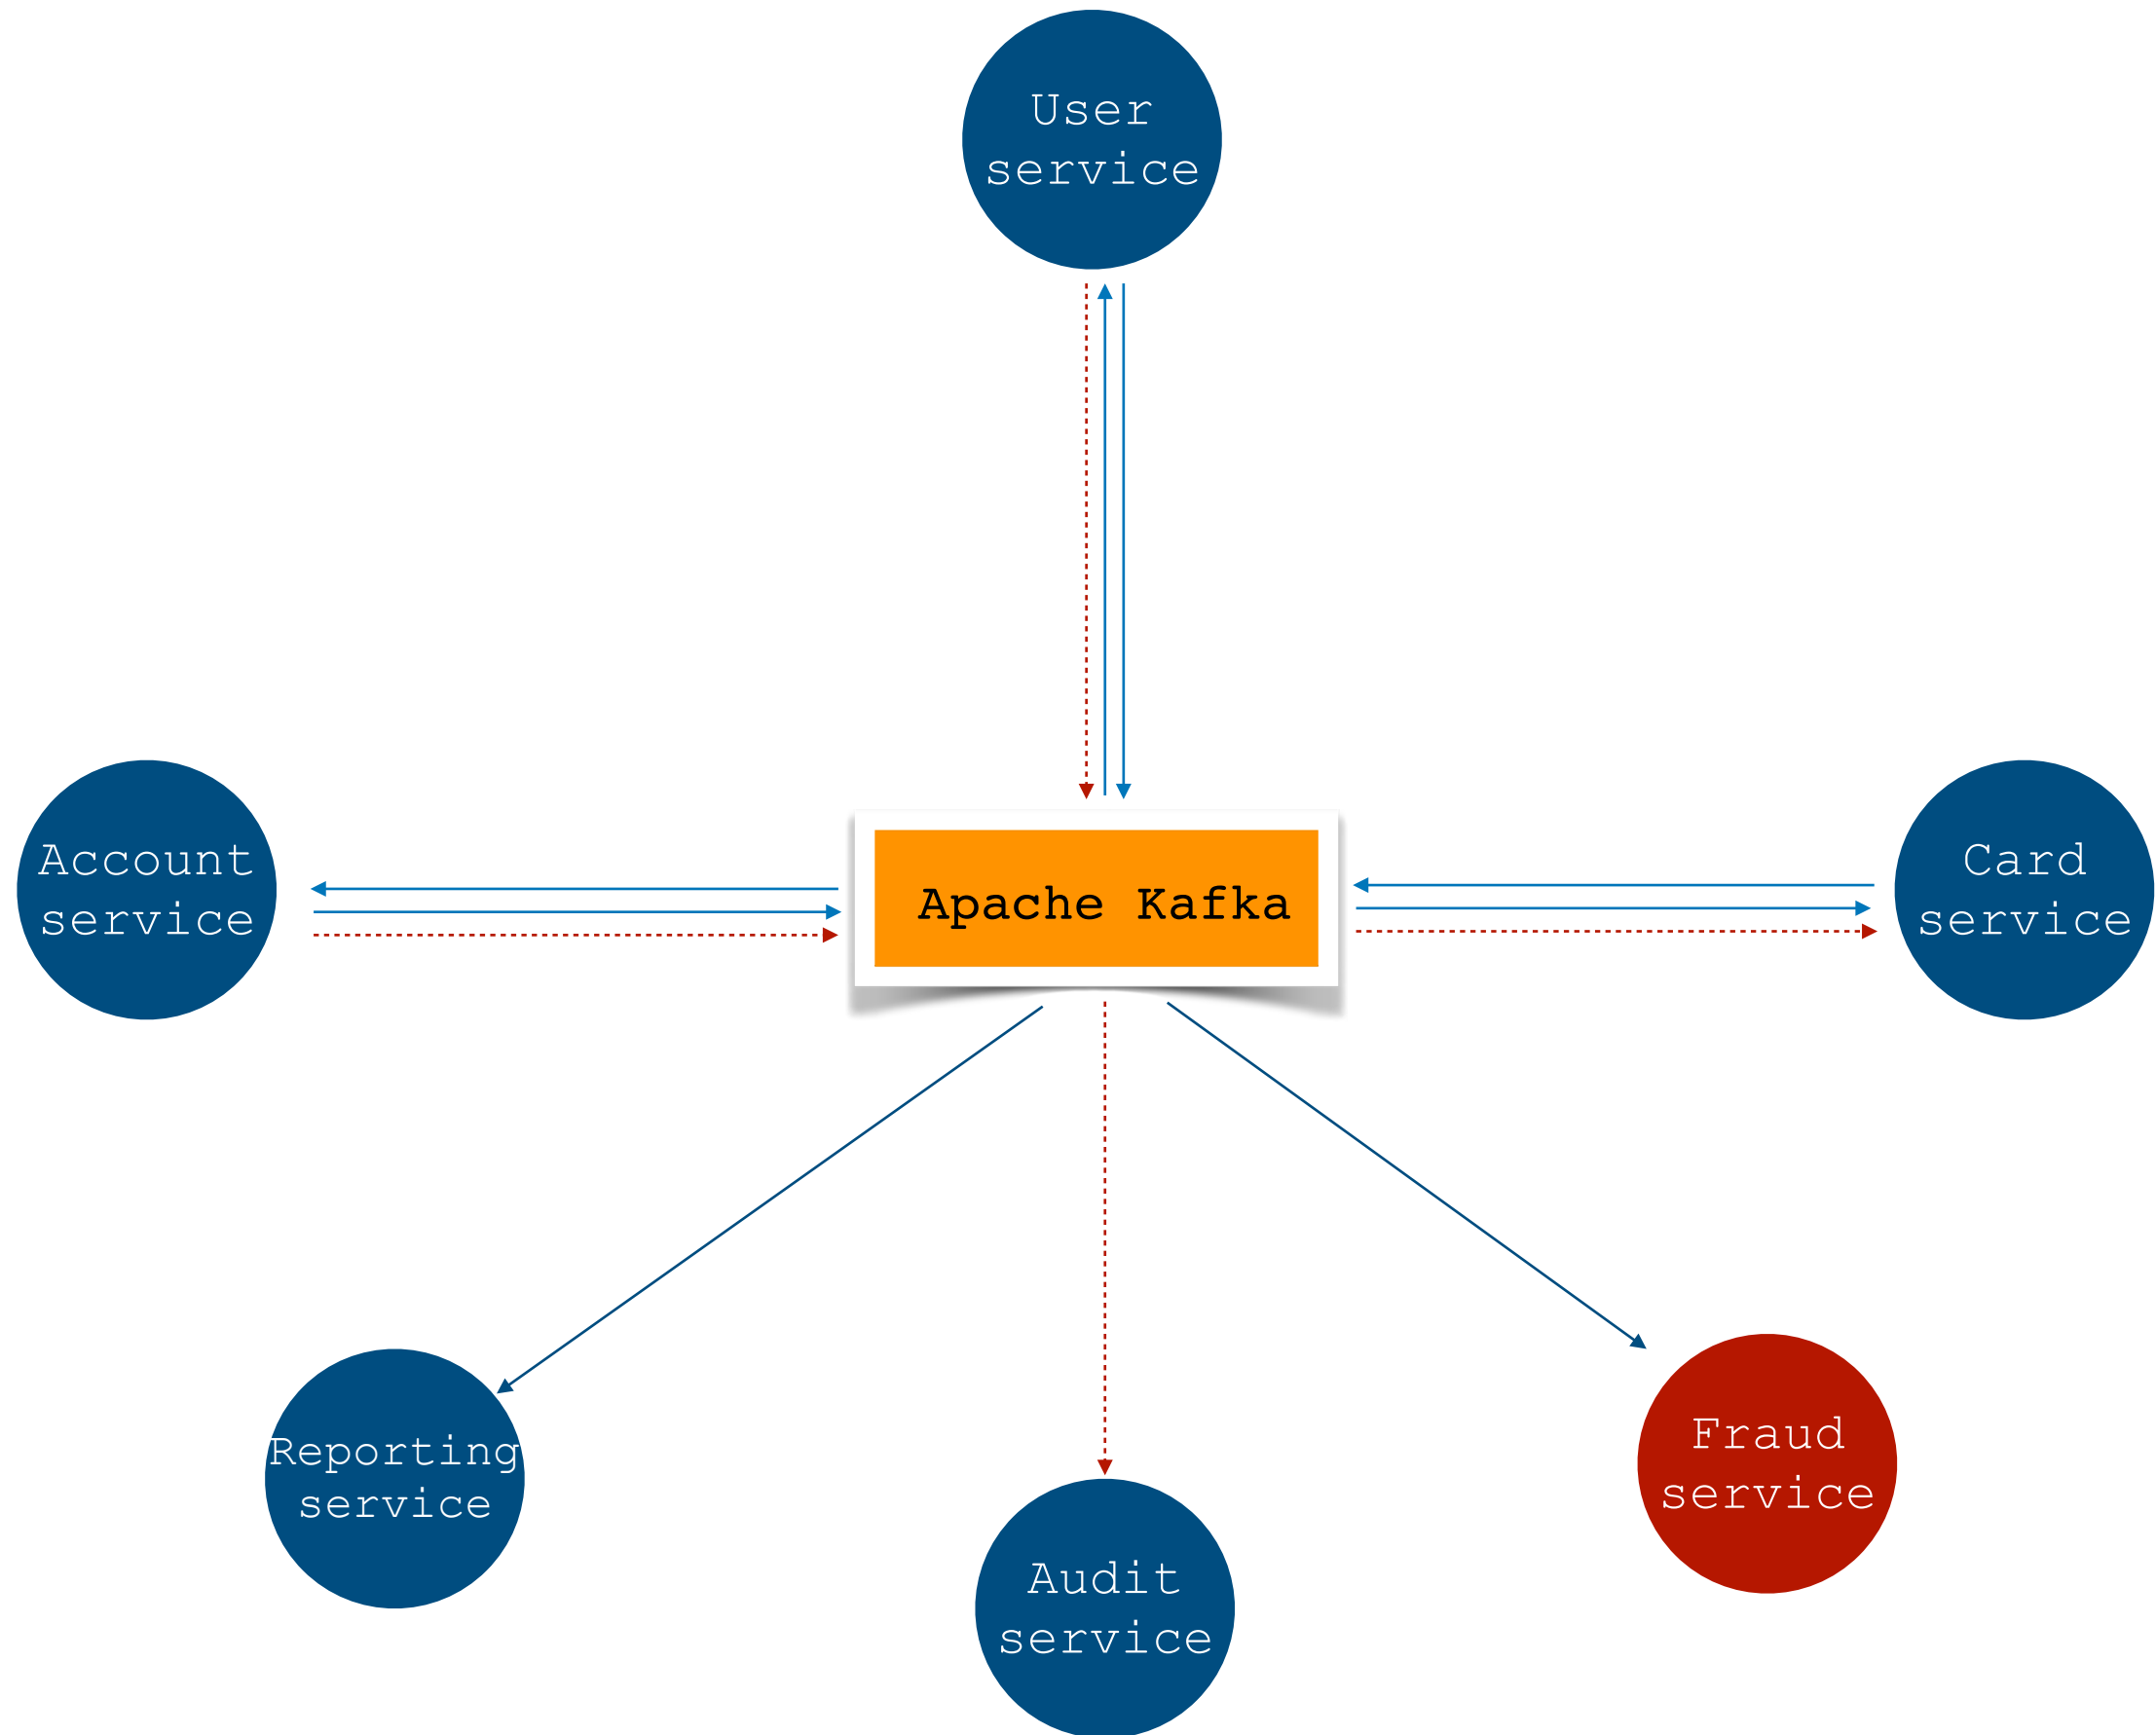 User
service
Account
service
Apache Kafka
Card
service
Reporting
service
Audit
service
Fraud
service